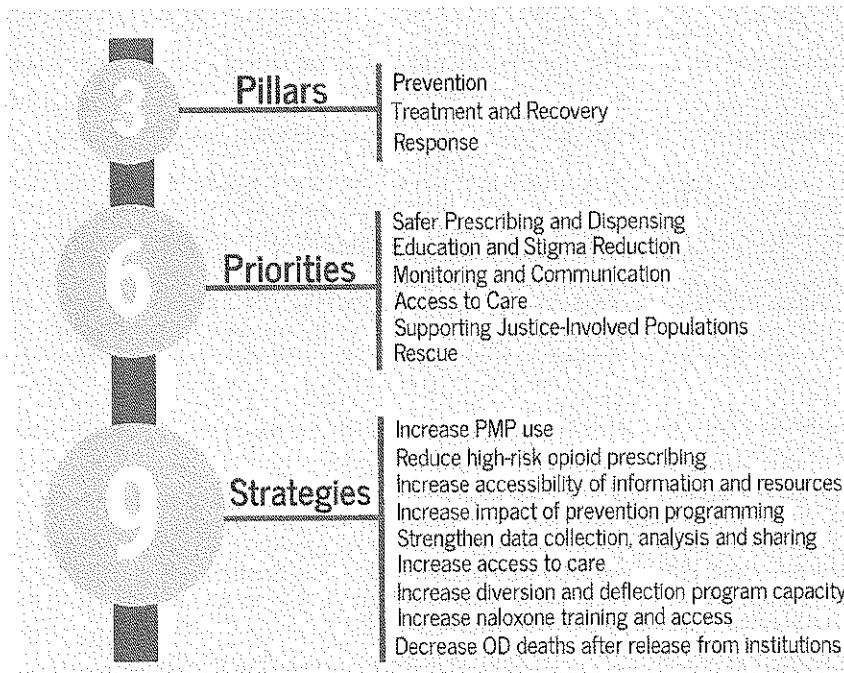 3
Pillars
Prevention
Treatment and Recovery
Response
6
Priorities
Safer Prescribing and Dispensing
Education and Stigma Reduction
Monitoring and Communication
Access to Care
Supporting Justice-Involved Populations
Rescue
9
Strategies
Increase PMP use
Reduce high-risk opioid prescribing
Increase accessibility of information and resources
Increase impact of prevention programming
Strengthen data collection, analysis and sharing
Increase access to care
Increase diversion and deflection program capacity
Increase naloxone training and access
Decrease OD deaths after release from institutions